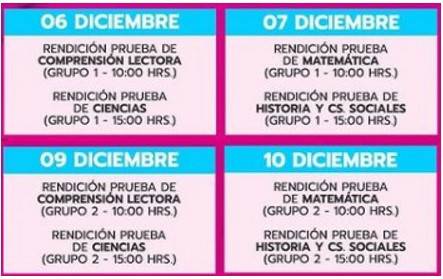 06 DICIEMBRE
RENDICIÓN PRUEBA DE
COMPRENSIÓN LECTORA
(GRUPO 1 - 10:00 HRS.)
RENDICIÓN PRUEBA
DE CIENCIAS
(GRUPO 1 - 15:00 HRS.)
07 DICIEMBRE
RENDICIÓN PRUEBA
DE MATEMÁTICA
(GRUPO 1 - 10:00 HRS.)
RENDICIÓN PRUEBA DE
HISTORIA Y CS. SOCIALES
(GRUPO 1 - 15:00 HRS.)
09 DICIEMBRE
RENDICIÓN PRUEBA DE
COMPRENSIÓN LECTORA
(GRUPO 2 - 10:00 HRS.)
RENDICIÓN PRUEBA
DE CIENCIAS
(GRUPO 2 - 15:00 HRS.)
10 DICIEMBRE
RENDICIÓN PRUEBA
DE MATEMÁTICA
(GRUPO 2 - 10:00 HRS.)
RENDICIÓN PRUEBA DE
HISTORIA Y CS. SOCIALES
(GRUPO 2 - 15:00 HRS.)